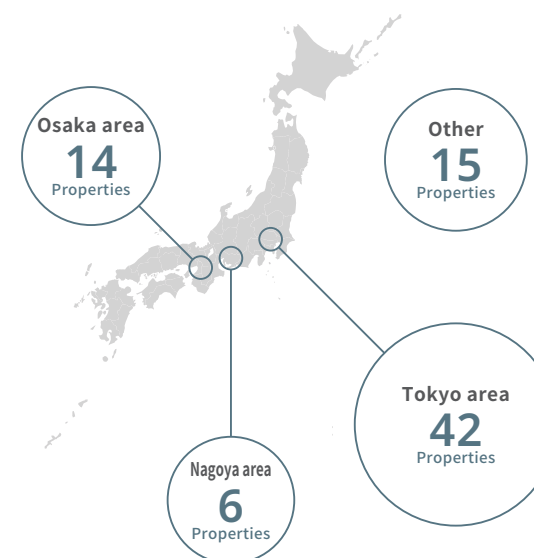 Osaka area
14
Properties
Other
15
Properties
Tokyo area
42
Properties
Nagoya area
6
Properties